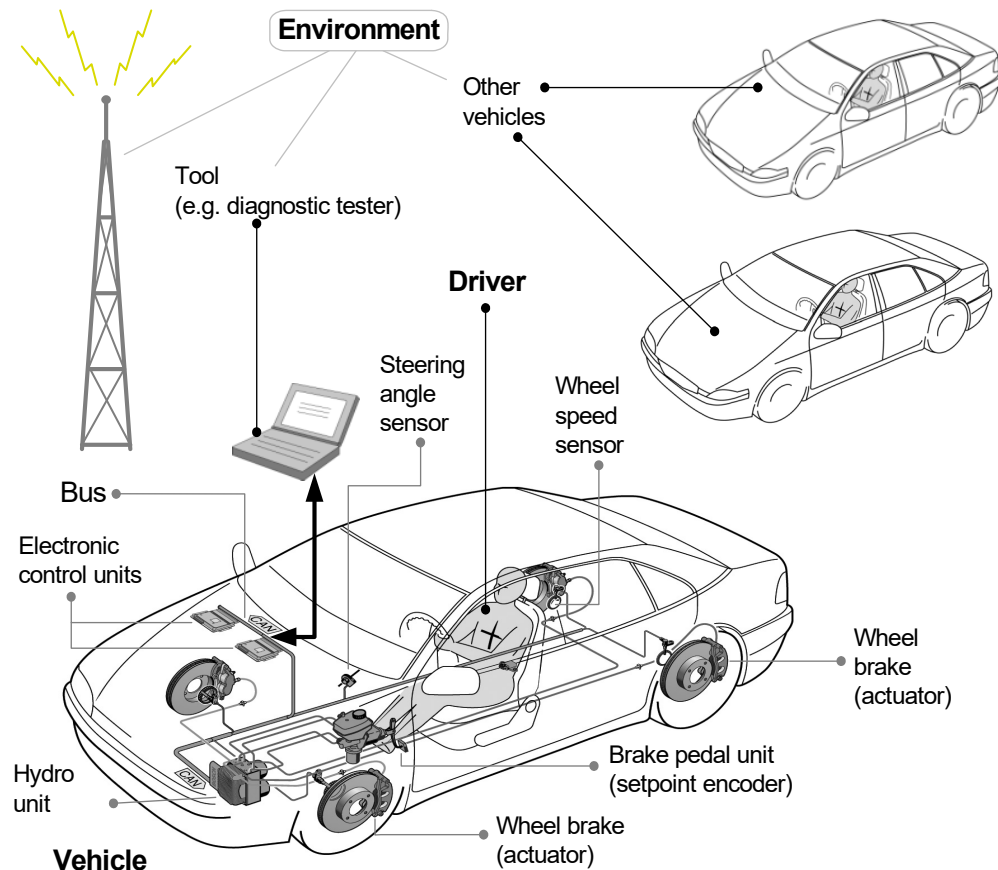 Environment
Other
vehicles
Tool
(e.g. diagnostic tester)
Driver
Steering
angle
sensor
Wheel
speed
sensor
Bus
Electronic
control units
CAN
Wheel
brake
(actuator)
Hydro
unit
CAN
Brake pedal unit
(setpoint encoder)
Wheel brake
(actuator)
Vehicle